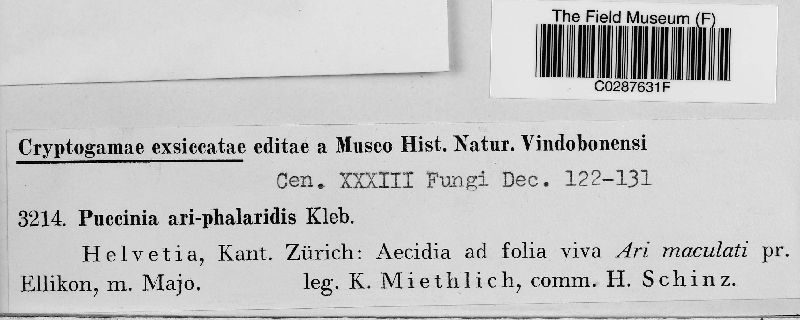 The Field Museum (F)
C0287631F
Cryptogamae exsiccatae editae a Museo Hist. Natur. Vindobonensi
Cen. XXXIII Fungi Dec. 122-131
3214. Puccinia ari-phalaridis Kleb.
Helvetia, Kant. Zürich: Aecidia ad folia viva Ari maculati pr.
Ellikon, m. Majo. leg. K. Miethlich, comm. H. Schinz.